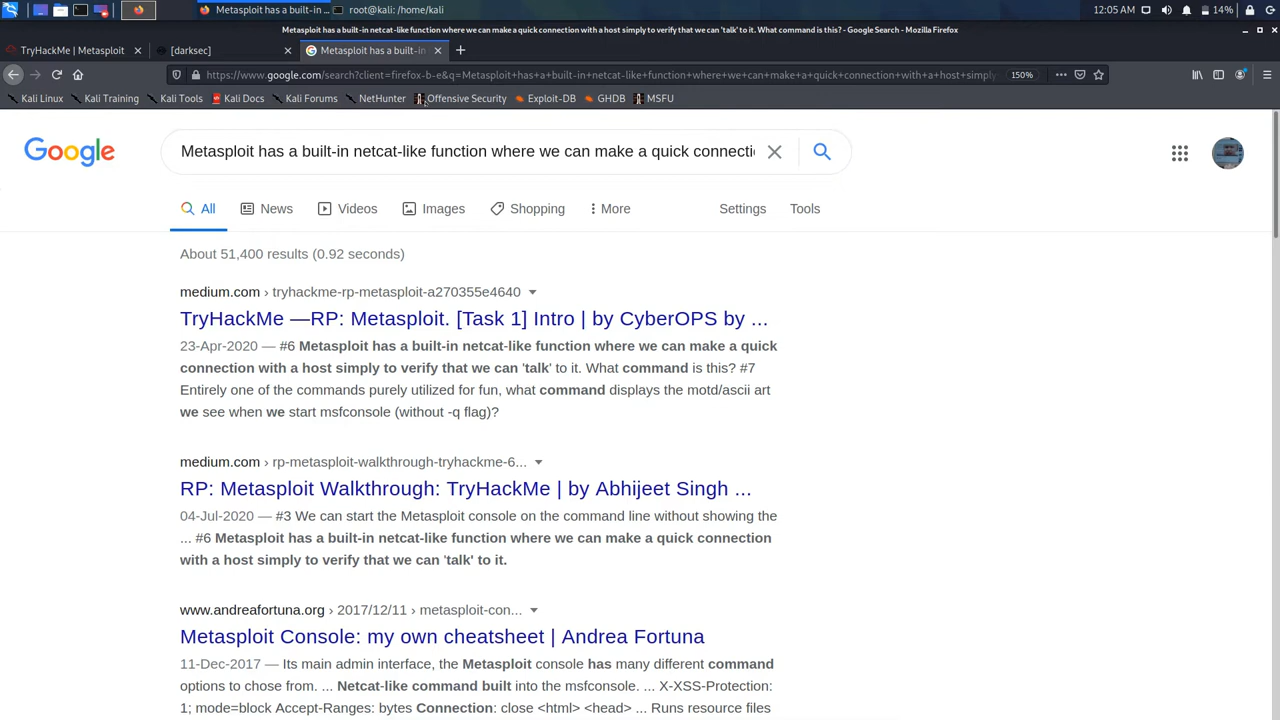 Metasploit has a built-in ... root@kali: /home/kali 12:05 AM 14%
Metasploit has a built-in netcat-like function where we can make a quick connection with a host simply to verify that we can 'talk' to it. What command is this? - Google Search - Mozilla Firefox
TryHackMe | Metasploit [darksec] Metasploit has a built-in
https://www.google.com/search?client=firefox-b-e&q=Metasploit+has+a+built-in+netcat-like+function+where+we+can+make+a+quick+connection+with+a+host+simply 150%
Kali Linux Kali Training Kali Tools Kali Docs Kali Forums NetHunter Offensive Security Exploit-DB GHDB MSFU
Google Metasploit has a built-in netcat-like function where we can make a quick connecti
All News Videos Images Shopping More Settings Tools
About 51,400 results (0.92 seconds)
medium.com › tryhackme-rp-metasploit-a270355e4640
TryHackMe —RP: Metasploit. [Task 1] Intro | by CyberOPS by ...
23-Apr-2020 — #6 Metasploit has a built-in netcat-like function where we can make a quick
connection with a host simply to verify that we can 'talk' to it. What command is this? #7
Entirely one of the commands purely utilized for fun, what command displays the motd/ascii art
we see when we start msfconsole (without -q flag)?
medium.com › rp-metasploit-walkthrough-tryhackme-6...
RP: Metasploit Walkthrough: TryHackMe | by Abhijeet Singh ...
04-Jul-2020 — #3 We can start the Metasploit console on the command line without showing the
... #6 Metasploit has a built-in netcat-like function where we can make a quick connection
with a host simply to verify that we can 'talk' to it.
www.andreafortuna.org › 2017/12/11 › metasploit-con...
Metasploit Console: my own cheatsheet | Andrea Fortuna
11-Dec-2017 — Its main admin interface, the Metasploit console has many different command
options to chose from. ... Netcat-like command built into the msfconsole. ... X-XSS-Protection:
1; mode=block Accept-Ranges: bytes Connection: close <html> <head> ... Runs resource files